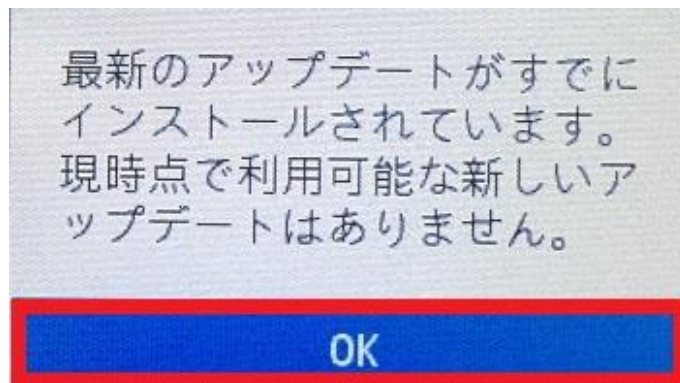 最新のアップデートがすでに
インストールされています。
現時点で利用可能な新しいア
ップデートはありません。
OK